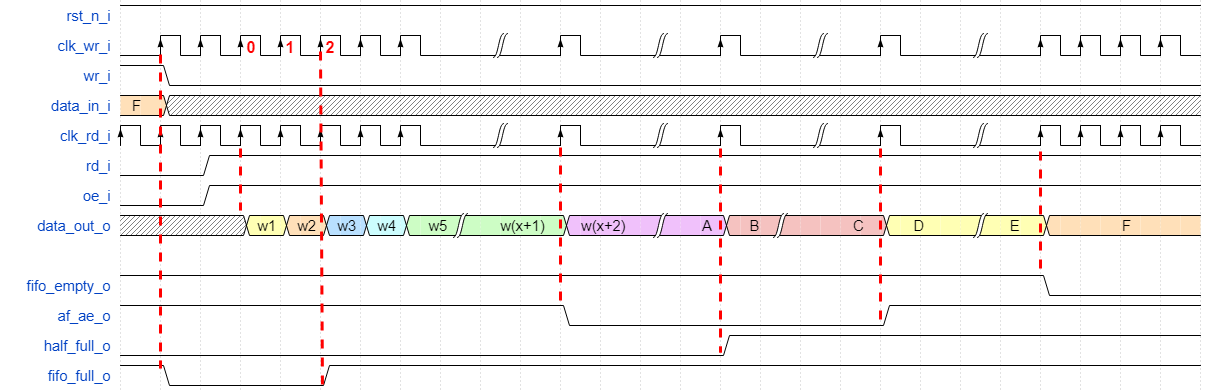 rst_n_i
clk_wr_i 0 1 2
wr_i
data_in_i F
clk_rd_i
rd_i
oe_i
data_out_o w1 w2 w3 w4 w5 w(x+1) w(x+2) A B C D E F
fifo_empty_o
af_ae_o
half_full_o
fifo_full_o